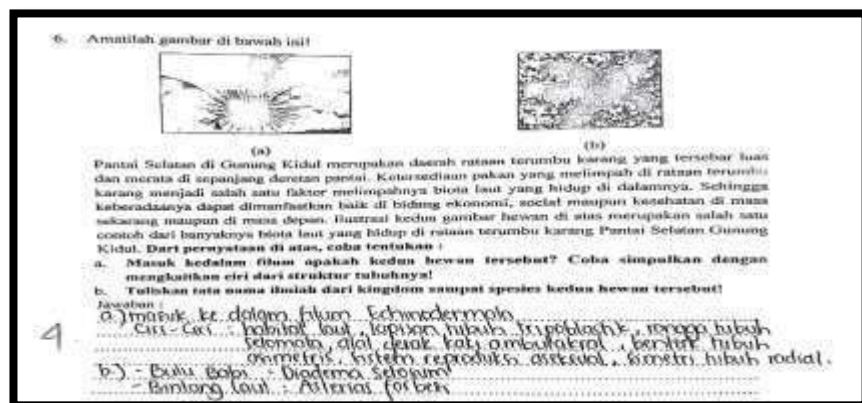 6. Amatilah gambar di bawah ini!
(a) (b)
Pantai Selatan di Gunung Kidul merupakan daerah rataan terumbu karang yang tersebar luas
dan merata di sepanjang deretan pantai. Ketersediaan pakan yang melimpah di rataan terumbu
karang menjadi salah satu faktor melimpahnya biota laut yang hidup di dalamnya. Sehingga
keberadaanya dapat dimanfaatkan baik di bidang ekonomi, social maupun kesehatan di masa
sekarang maupun di masa depan. Ilustrasi kedua gambar hewan di atas merupakan salah satu
contoh dari banyaknya biota laut yang hidup di rataan terumbu karang Pantai Selatan Gunung
Kidul. Dari pernyataan di atas, coba tentukan :
a. Masuk kedalam filum apakah kedua hewan tersebut? Coba simpulkan dengan
mengkaitkan ciri dari struktur tubuhnya!
b. Tuliskan tata nama ilmiah dari kingdom sampai spesies kedua hewan tersebut!
Jawaban :
a.) masuk ke dalam filum Echinodermata
4 Ciri-Ciri : habitat laut, lapisan tubuh tripoblastik, rongga tubuh
selomata, alat gerak kaki ambulakral, bentuk tubuh
, sistem reproduksi aseksual, simetri tubuh radial.
b.) - Bulu Babi : Diadema Setosum
- Bintang laut : Asterias forbesi